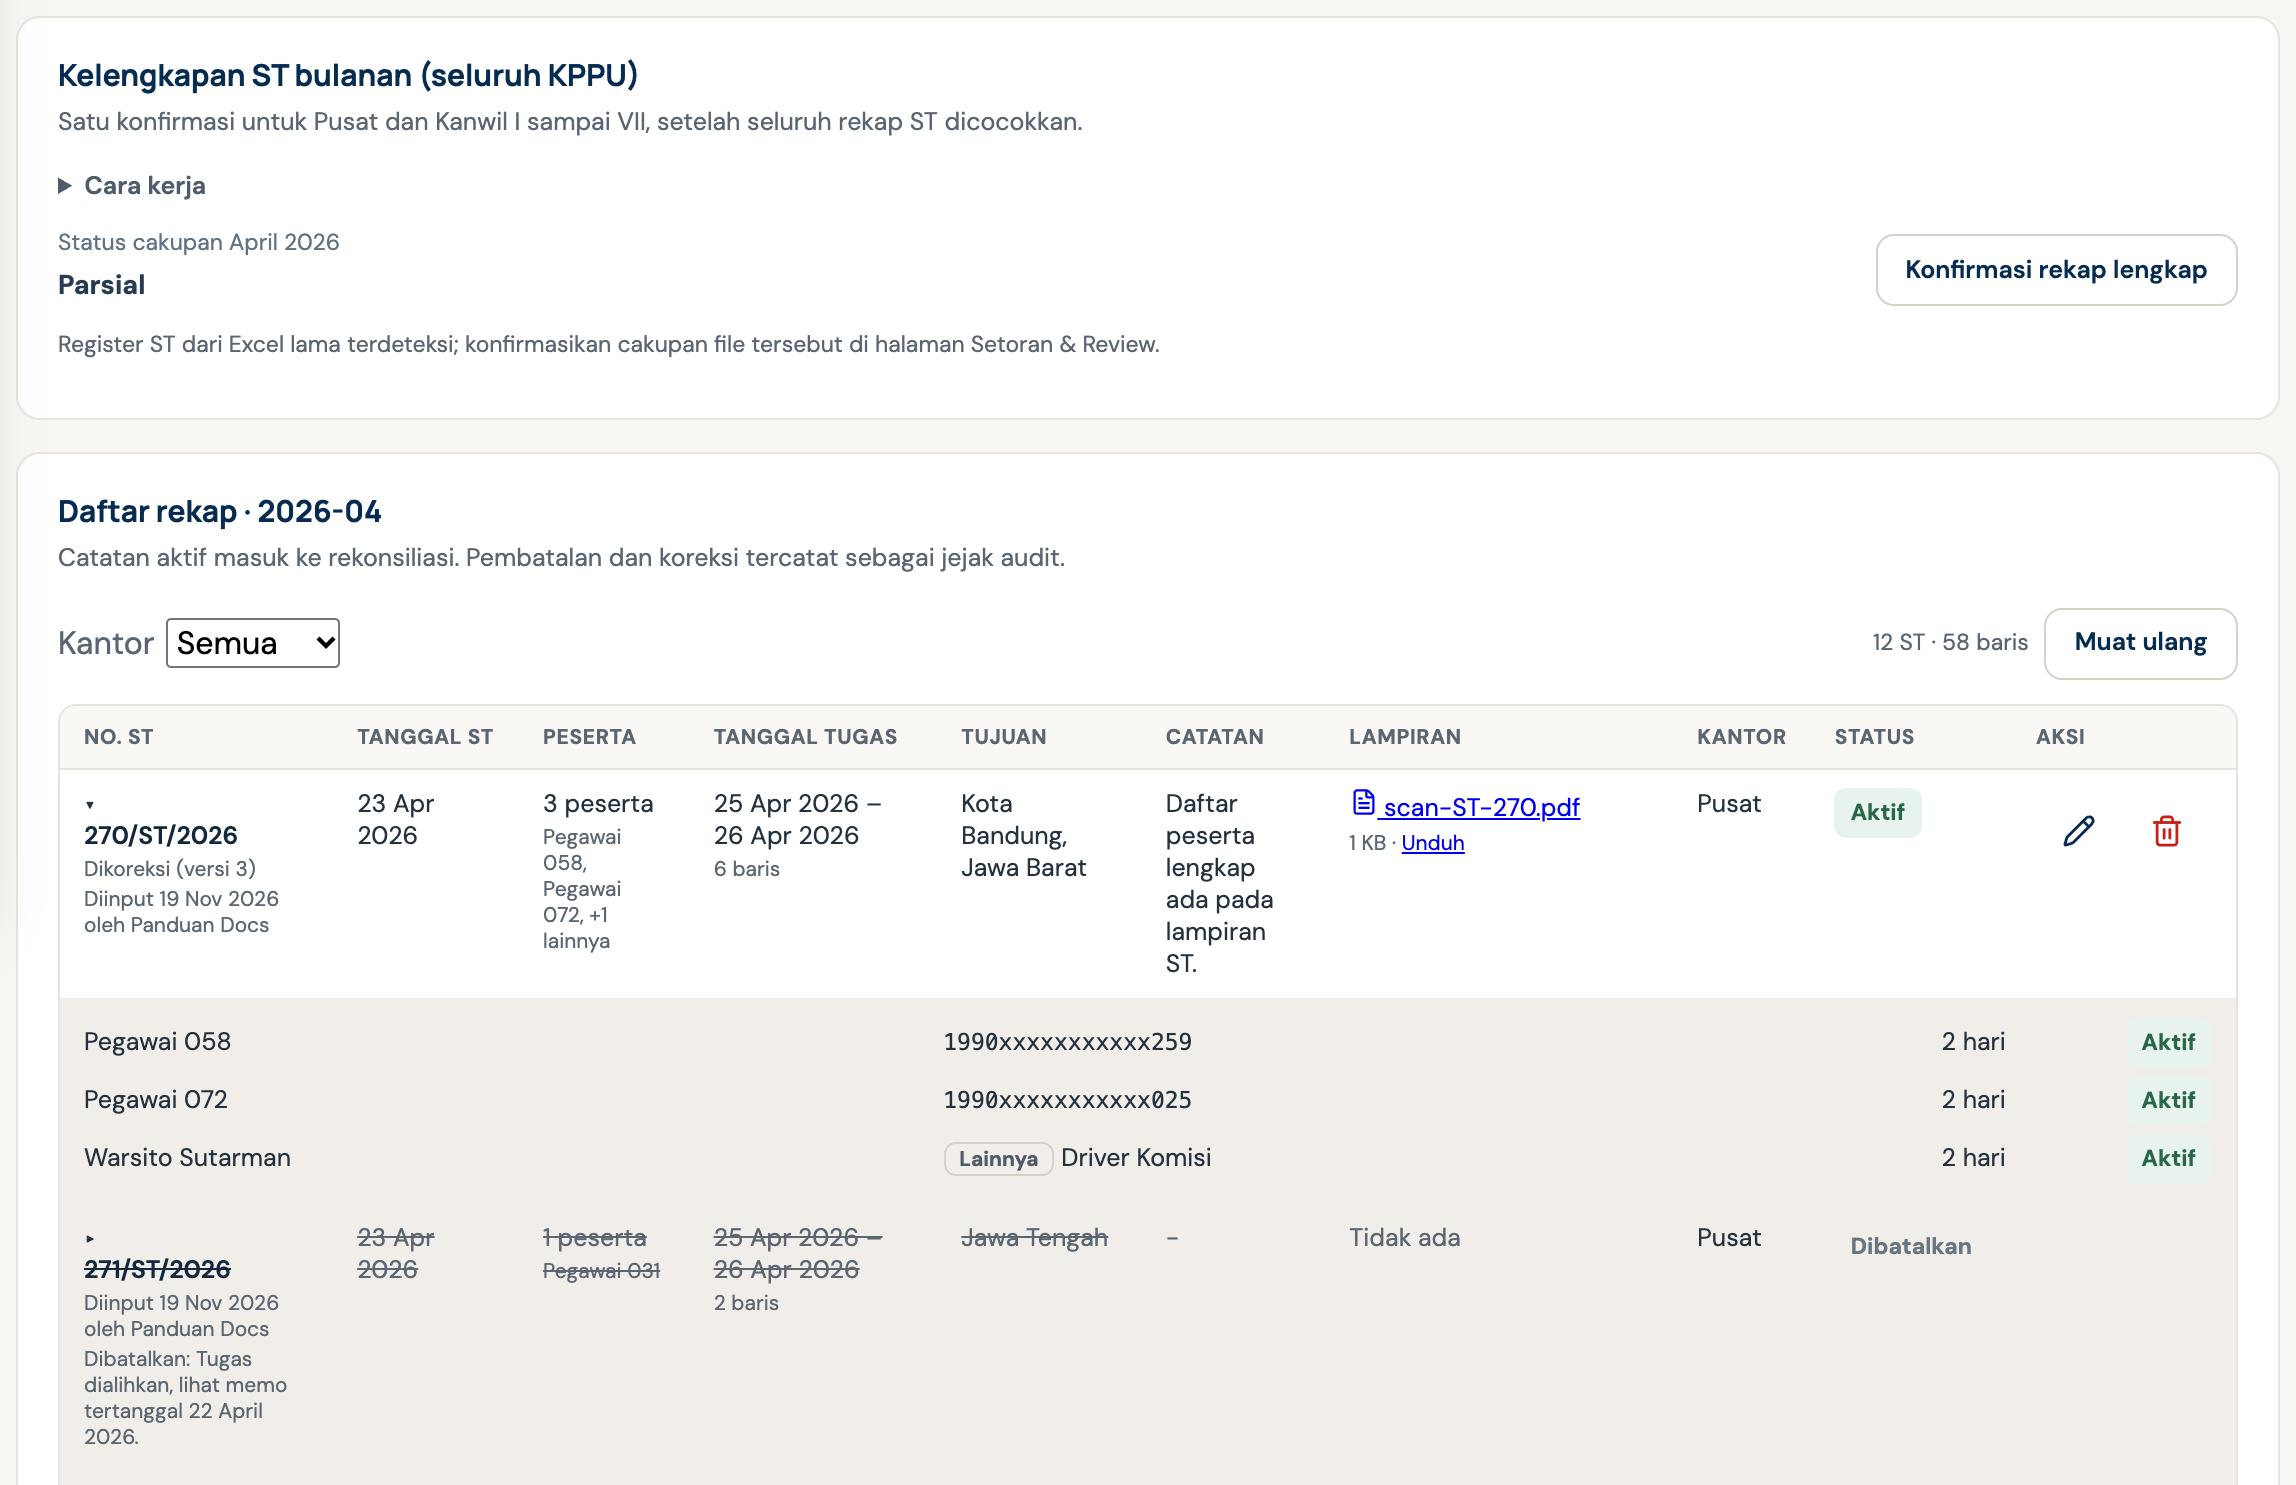 Kelengkapan ST bulanan (seluruh KPPU)
Satu konfirmasi untuk Pusat dan Kanwil I sampai VII, setelah seluruh rekap ST dicocokkan.
▶ Cara kerja
Status cakupan April 2026
Parsial
Konfirmasi rekap lengkap
Register ST dari Excel lama terdeteksi; konfirmasikan cakupan file tersebut di halaman Setoran & Review.
Daftar rekap · 2026-04
Catatan aktif masuk ke rekonsiliasi. Pembatalan dan koreksi tercatat sebagai jejak audit.
Kantor Semua
12 ST · 58 baris
Muat ulang
NO. ST TANGGAL ST PESERTA TANGGAL TUGAS TUJUAN CATATAN LAMPIRAN KANTOR STATUS AKSI
▾
270/ST/2026
Dikoreksi (versi 3)
Diinput 19 Nov 2026
oleh Panduan Docs
23 Apr
2026
3 peserta
Pegawai
058,
Pegawai
072, +1
lainnya
25 Apr 2026 –
26 Apr 2026
6 baris
Kota
Bandung,
Jawa Barat
Daftar
peserta
lengkap
ada pada
lampiran
ST.
scan-ST-270.pdf
1 KB · Unduh
Pusat
Aktif
Pegawai 058 1990xxxxxxxxxxx259 2 hari Aktif
Pegawai 072 1990xxxxxxxxxxx025 2 hari Aktif
Warsito Sutarman Lainnya Driver Komisi 2 hari Aktif
▸
271/ST/2026
Diinput 19 Nov 2026
oleh Panduan Docs
Dibatalkan: Tugas
dialihkan, lihat memo
tertanggal 22 April
2026.
23 Apr
2026
1 peserta
Pegawai 031
25 Apr 2026 –
26 Apr 2026
2 baris
Jawa Tengah
–
Tidak ada
Pusat
Dibatalkan